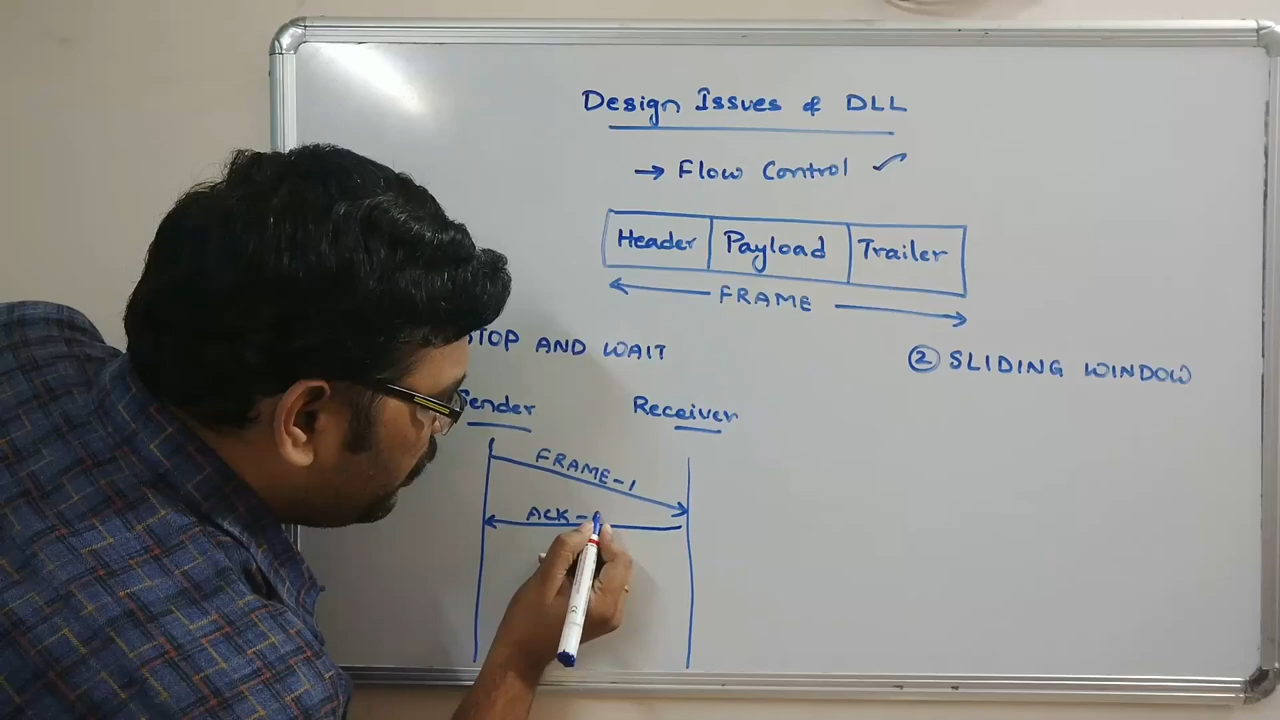 Design Issues of DLL
→ Flow Control ✓
Header Payload Trailer
FRAME
STOP AND WAIT
② SLIDING WINDOW
Sender Receiver
FRAME-1
ACK-